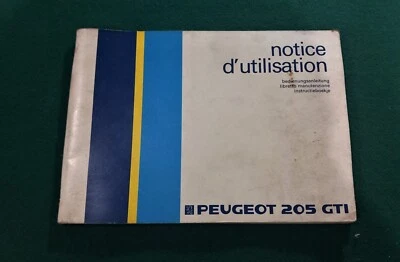 notice
d'utilisation
bedienungsanleitung
libretto manutenzione
instructieboekje
PEUGEOT 205 GTI